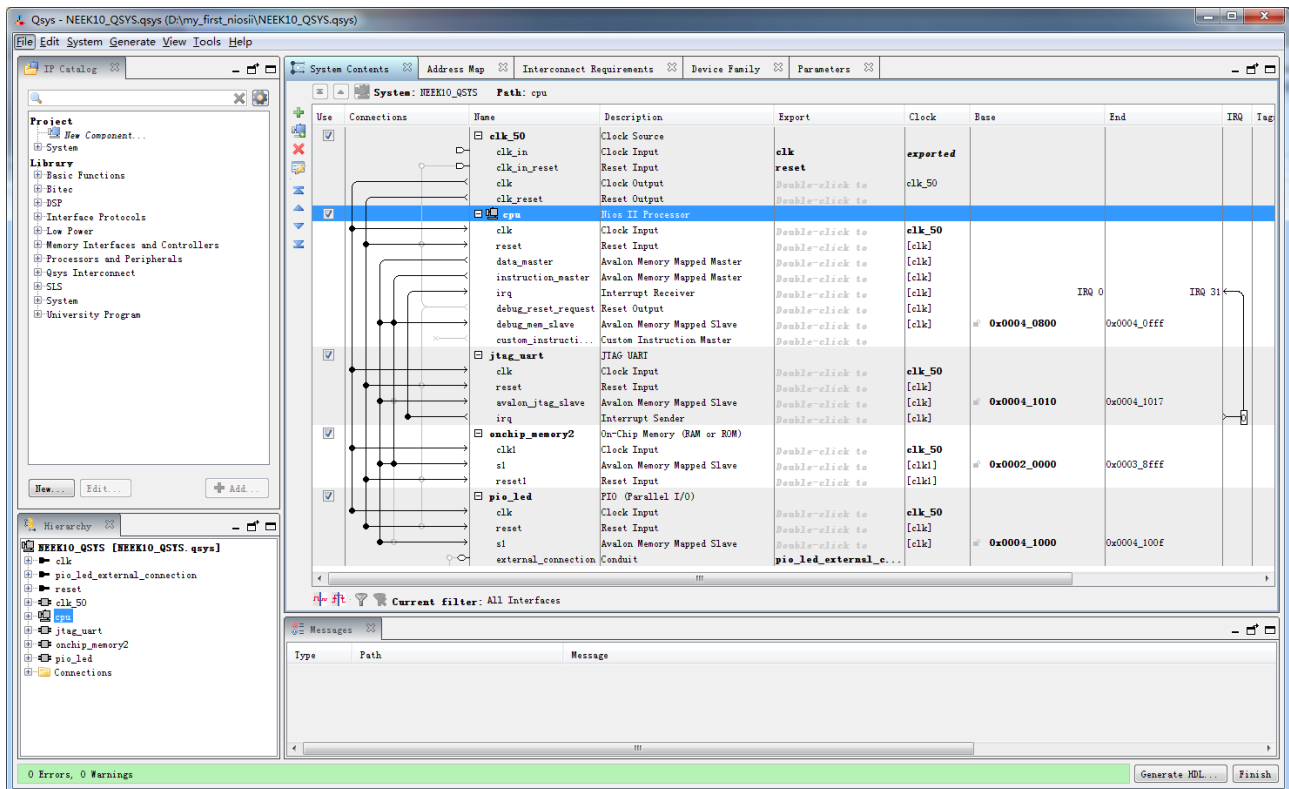 Qsys - NEEK10_QSYS.qsys (D:\my_first_niosii\NEEK10_QSYS.qsys)
File Edit System Generate View Tools Help
IP Catalog
Project
New Component...
System
Library
Basic Functions
Bitec
DSP
Interface Protocols
Low Power
Memory Interfaces and Controllers
Processors and Peripherals
Qsys Interconnect
SLS
System
University Program
New... Edit... Add...
Hierarchy
NEEK10_QSYS [NEEK10_QSYS.qsys]
clk
pio_led_external_connection
reset
clk_50
cpu
jtag_uart
onchip_memory2
pio_led
Connections
System Contents Address Map Interconnect Requirements Device Family Parameters
System: NEEK10_QSYS Path: cpu
Use Connections Name Description Export Clock Base End IRQ Tag
clk_50 Clock Source
clk_in Clock Input clk exported
clk_in_reset Reset Input reset
clk Clock Output Double-click to clk_50
clk_reset Reset Output Double-click to
cpu Nios II Processor
clk Clock Input Double-click to clk_50
reset Reset Input Double-click to [clk]
data_master Avalon Memory Mapped Master Double-click to [clk]
instruction_master Avalon Memory Mapped Master Double-click to [clk]
irq Interrupt Receiver Double-click to [clk] IRQ 0 IRQ 31
debug_reset_request Reset Output Double-click to [clk]
debug_mem_slave Avalon Memory Mapped Slave Double-click to [clk] 0x0004_0800 0x0004_0fff
custom_instructi... Custom Instruction Master Double-click to
jtag_uart JTAG UART
clk Clock Input Double-click to clk_50
reset Reset Input Double-click to [clk]
avalon_jtag_slave Avalon Memory Mapped Slave Double-click to [clk] 0x0004_1010 0x0004_1017
irq Interrupt Sender Double-click to [clk] 0
onchip_memory2 On-Chip Memory (RAM or ROM)
clk1 Clock Input Double-click to clk_50
s1 Avalon Memory Mapped Slave Double-click to [clk1] 0x0002_0000 0x0003_8fff
reset1 Reset Input Double-click to [clk1]
pio_led PIO (Parallel I/O)
clk Clock Input Double-click to clk_50
reset Reset Input Double-click to [clk]
s1 Avalon Memory Mapped Slave Double-click to [clk] 0x0004_1000 0x0004_100f
external_connection Conduit pio_led_external_c...
Current filter: All Interfaces
Messages
Type Path Message
0 Errors, 0 Warnings
Generate HDL... Finish